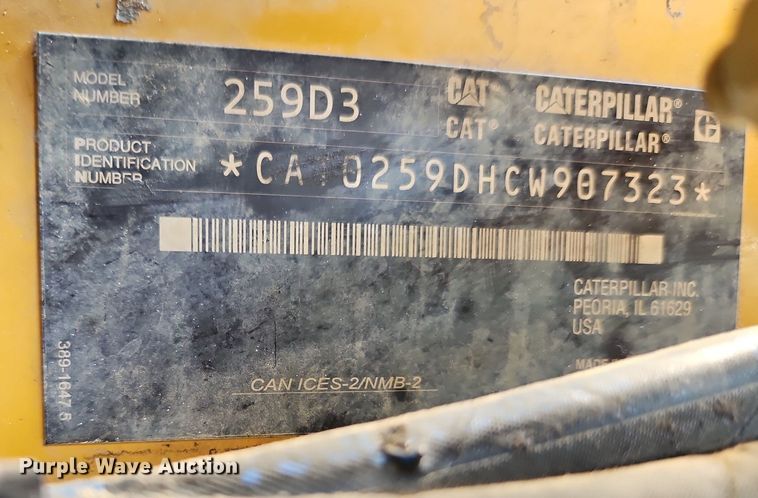 MODEL NUMBER 259D3
CAT® CATERPILLAR®
CAT® CATERPILLAR®
PRODUCT
IDENTIFICATION
NUMBER
CATERPILLAR INC.
PEORIA, IL 61629
USA
389-1647 5
CAN ICES-2/NMB-2
Purple Wave Auction